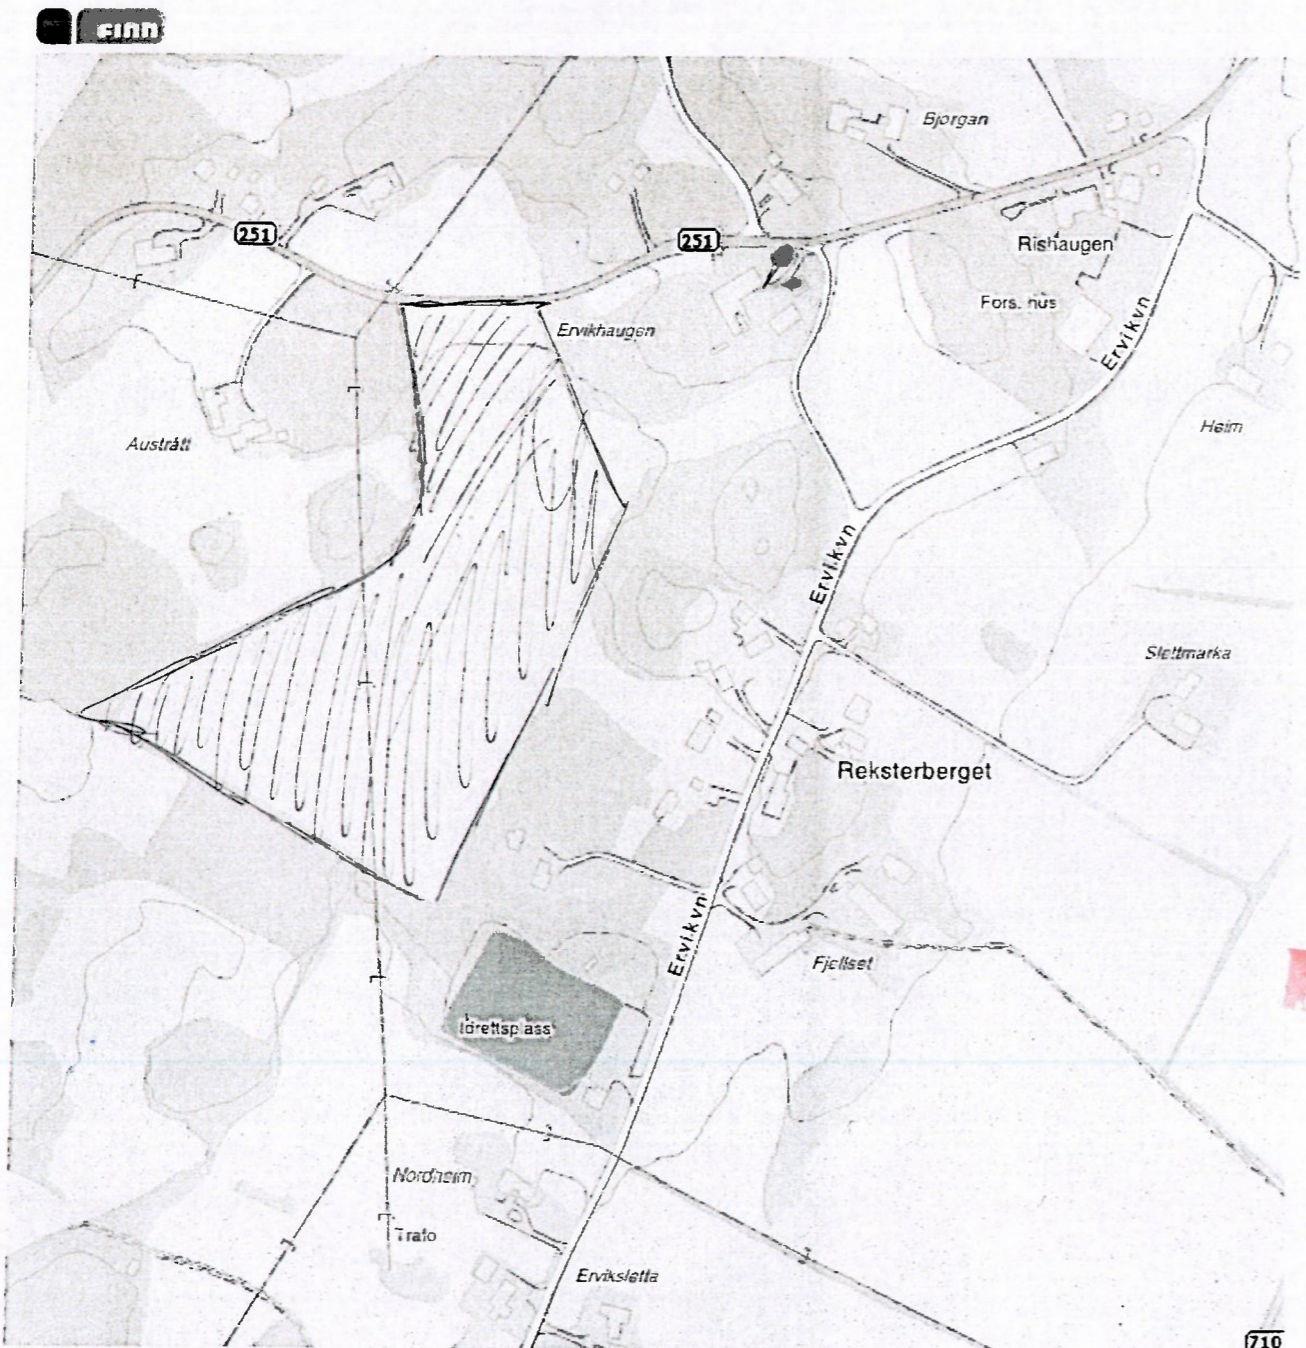 FINN
Bjørgan
251
251
Rishaugen
Fors. hus
Ervikhaugen
Ervikvn
Austrått
Heim
Ervikvn
Slettmarka
Reksterberget
Ervikvn
Fjellset
Idrettsplass
Nordheim
Trafo
Erviksletta
710